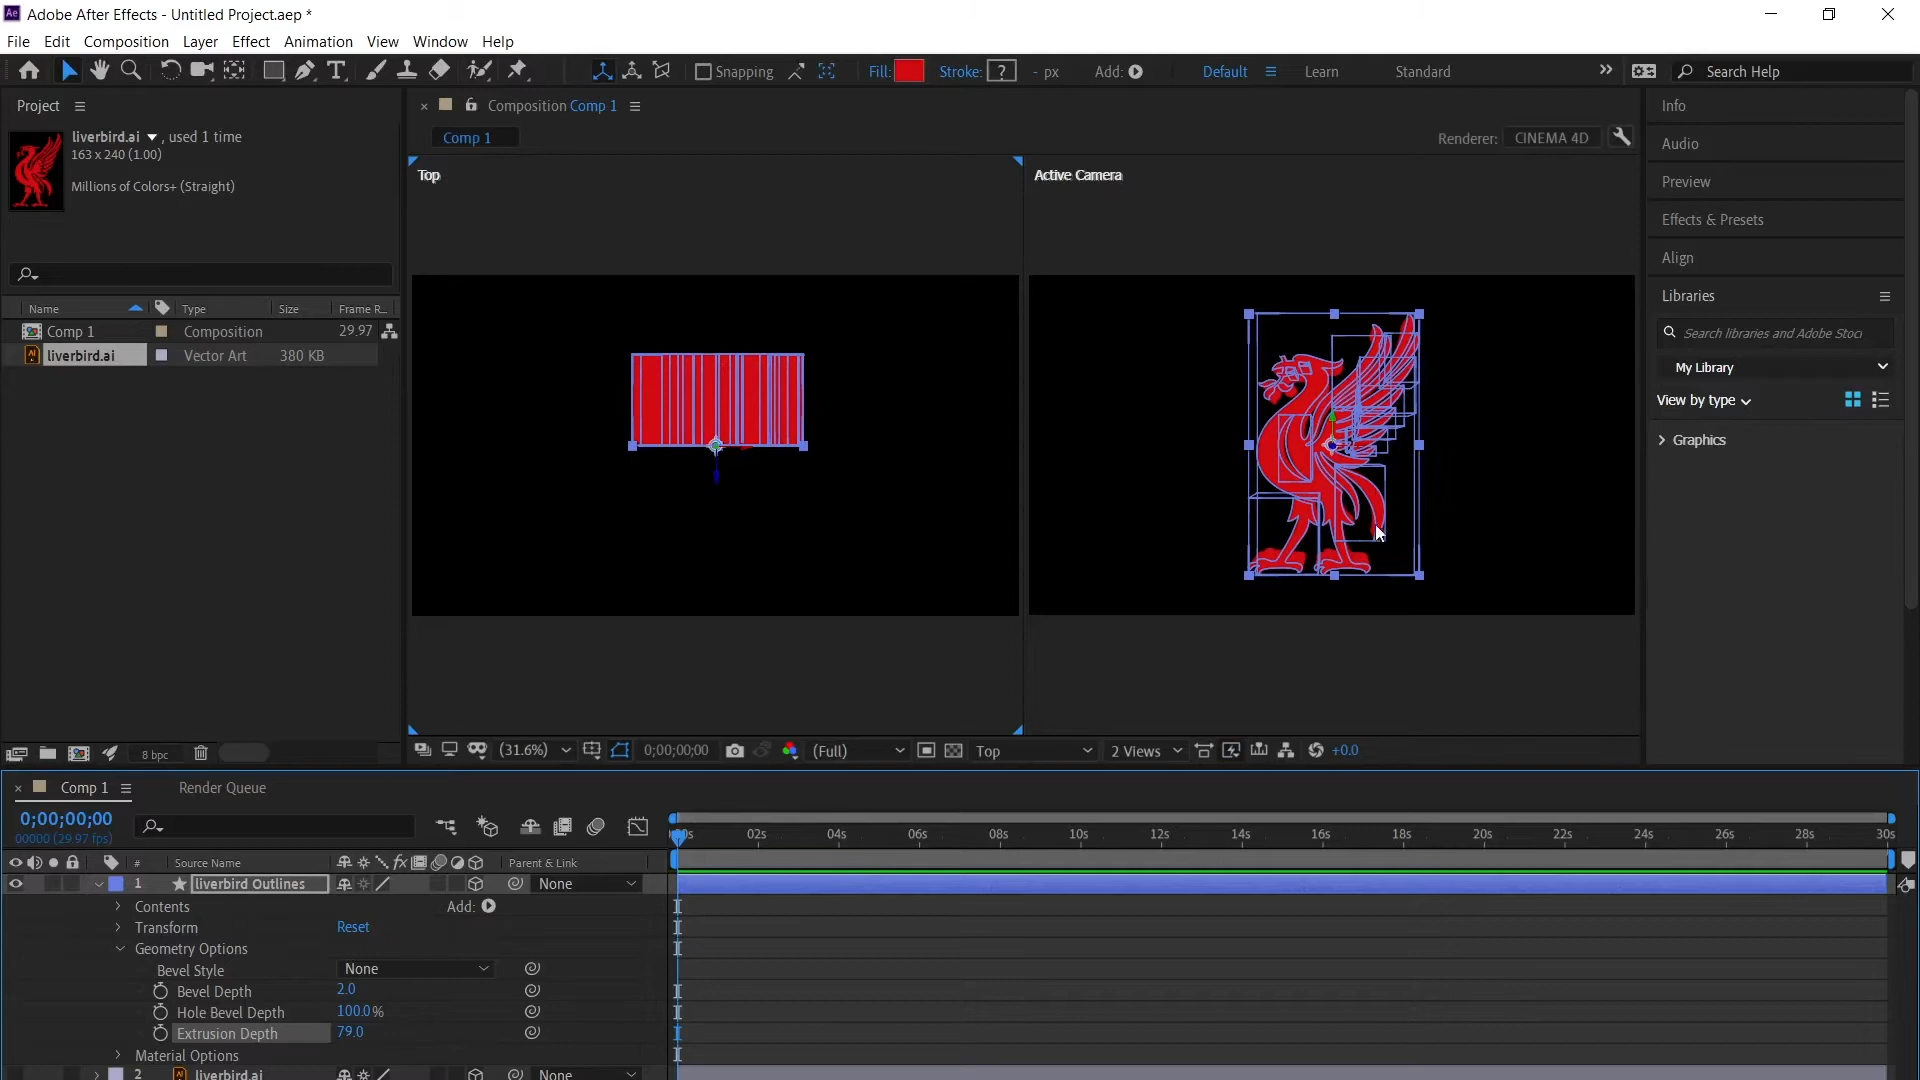 Ae Adobe After Effects - Untitled Project.aep *
File Edit Composition Layer Effect Animation View Window Help
Snapping Fill: Stroke: ? - px Add: Default Learn Standard Search Help
Project
Composition Comp 1
Info
liverbird.ai , used 1 time
163 x 240 (1.00)
Millions of Colors+ (Straight)
Comp 1
Renderer: CINEMA 4D
Audio
Top
Active Camera
Preview
Effects & Presets
Align
Libraries
Search libraries and Adobe Stoc
My Library
View by type
Graphics
Name Type Size Frame R...
Comp 1 Composition 29.97
liverbird.ai Vector Art 380 KB
8 bpc
(31.6%) 0;00;00;00 (Full) Top 2 Views +0.0
Comp 1 Render Queue
0;00;00;00
00000 (29.97 fps)
02s 04s 06s 08s 10s 12s 14s 16s 18s 20s 22s 24s 26s 28s 30s
# Source Name fx Parent & Link
1 liverbird Outlines None
Contents Add:
Transform Reset
Geometry Options
Bevel Style None
Bevel Depth 2.0
Hole Bevel Depth 100.0%
Extrusion Depth 79.0
Material Options
2 liverbird.ai None